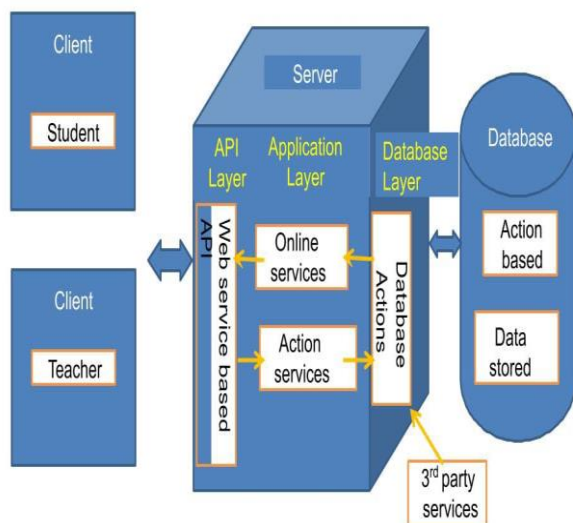 Client
Student
Client
Teacher
Server
API
Layer
Application
Layer
Database
Layer
Web service based
API
Online
services
Action
services
Database
Actions
3rd party
services
Database
Action
based
Data
stored